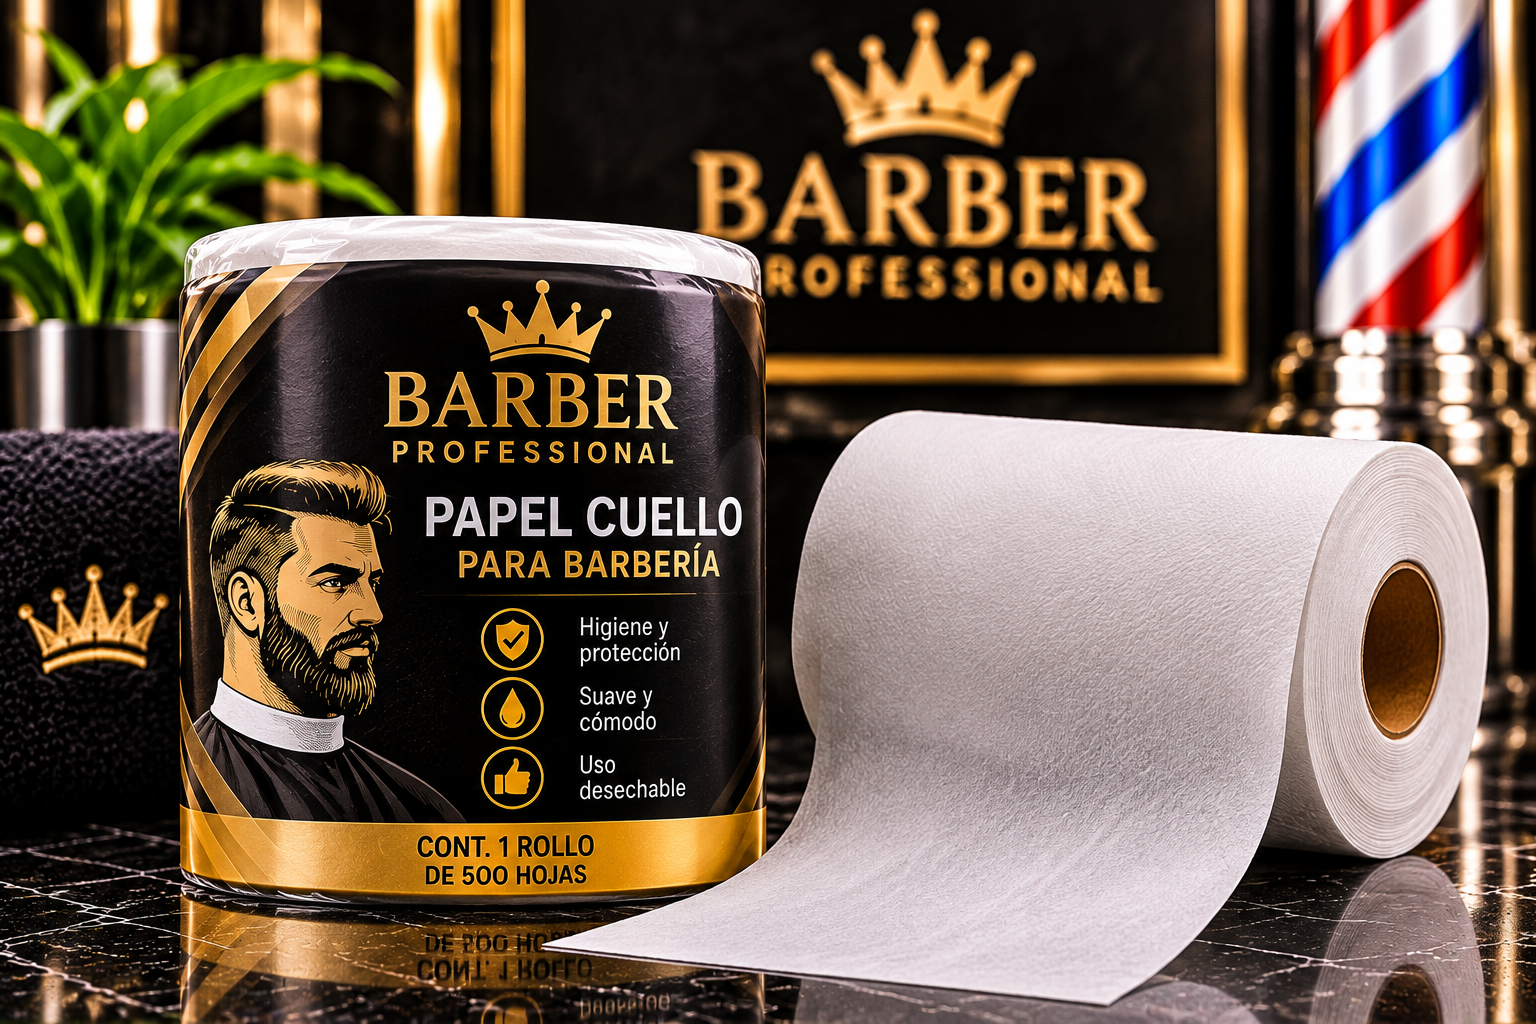 BARBER
PROFESSIONAL
BARBER
PROFESSIONAL
PAPEL CUELLO
PARA BARBERÍA
Higiene y
protección
Suave y
cómodo
Uso
desechable
CONT. 1 ROLLO
DE 500 HOJAS